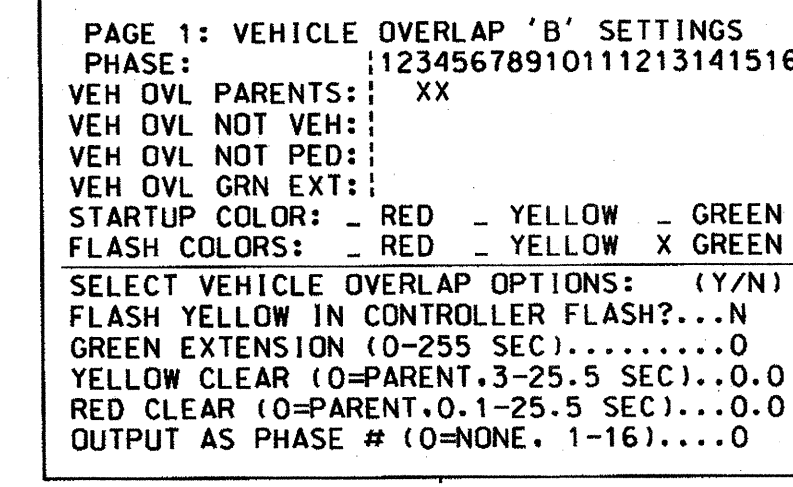 PAGE 1: VEHICLE OVERLAP 'B' SETTINGS
PHASE: ¦12345678910111213141516
VEH OVL PARENTS:¦ XX
VEH OVL NOT VEH:¦
VEH OVL NOT PED:¦
VEH OVL GRN EXT:¦
STARTUP COLOR: _ RED _ YELLOW _ GREEN
FLASH COLORS: _ RED _ YELLOW X GREEN
SELECT VEHICLE OVERLAP OPTIONS: (Y/N)
FLASH YELLOW IN CONTROLLER FLASH?...N
GREEN EXTENSION (0-255 SEC).........0
YELLOW CLEAR (0=PARENT.3-25.5 SEC)..0.0
RED CLEAR (0=PARENT.0.1-25.5 SEC)...0.0
OUTPUT AS PHASE # (0=NONE. 1-16)....0